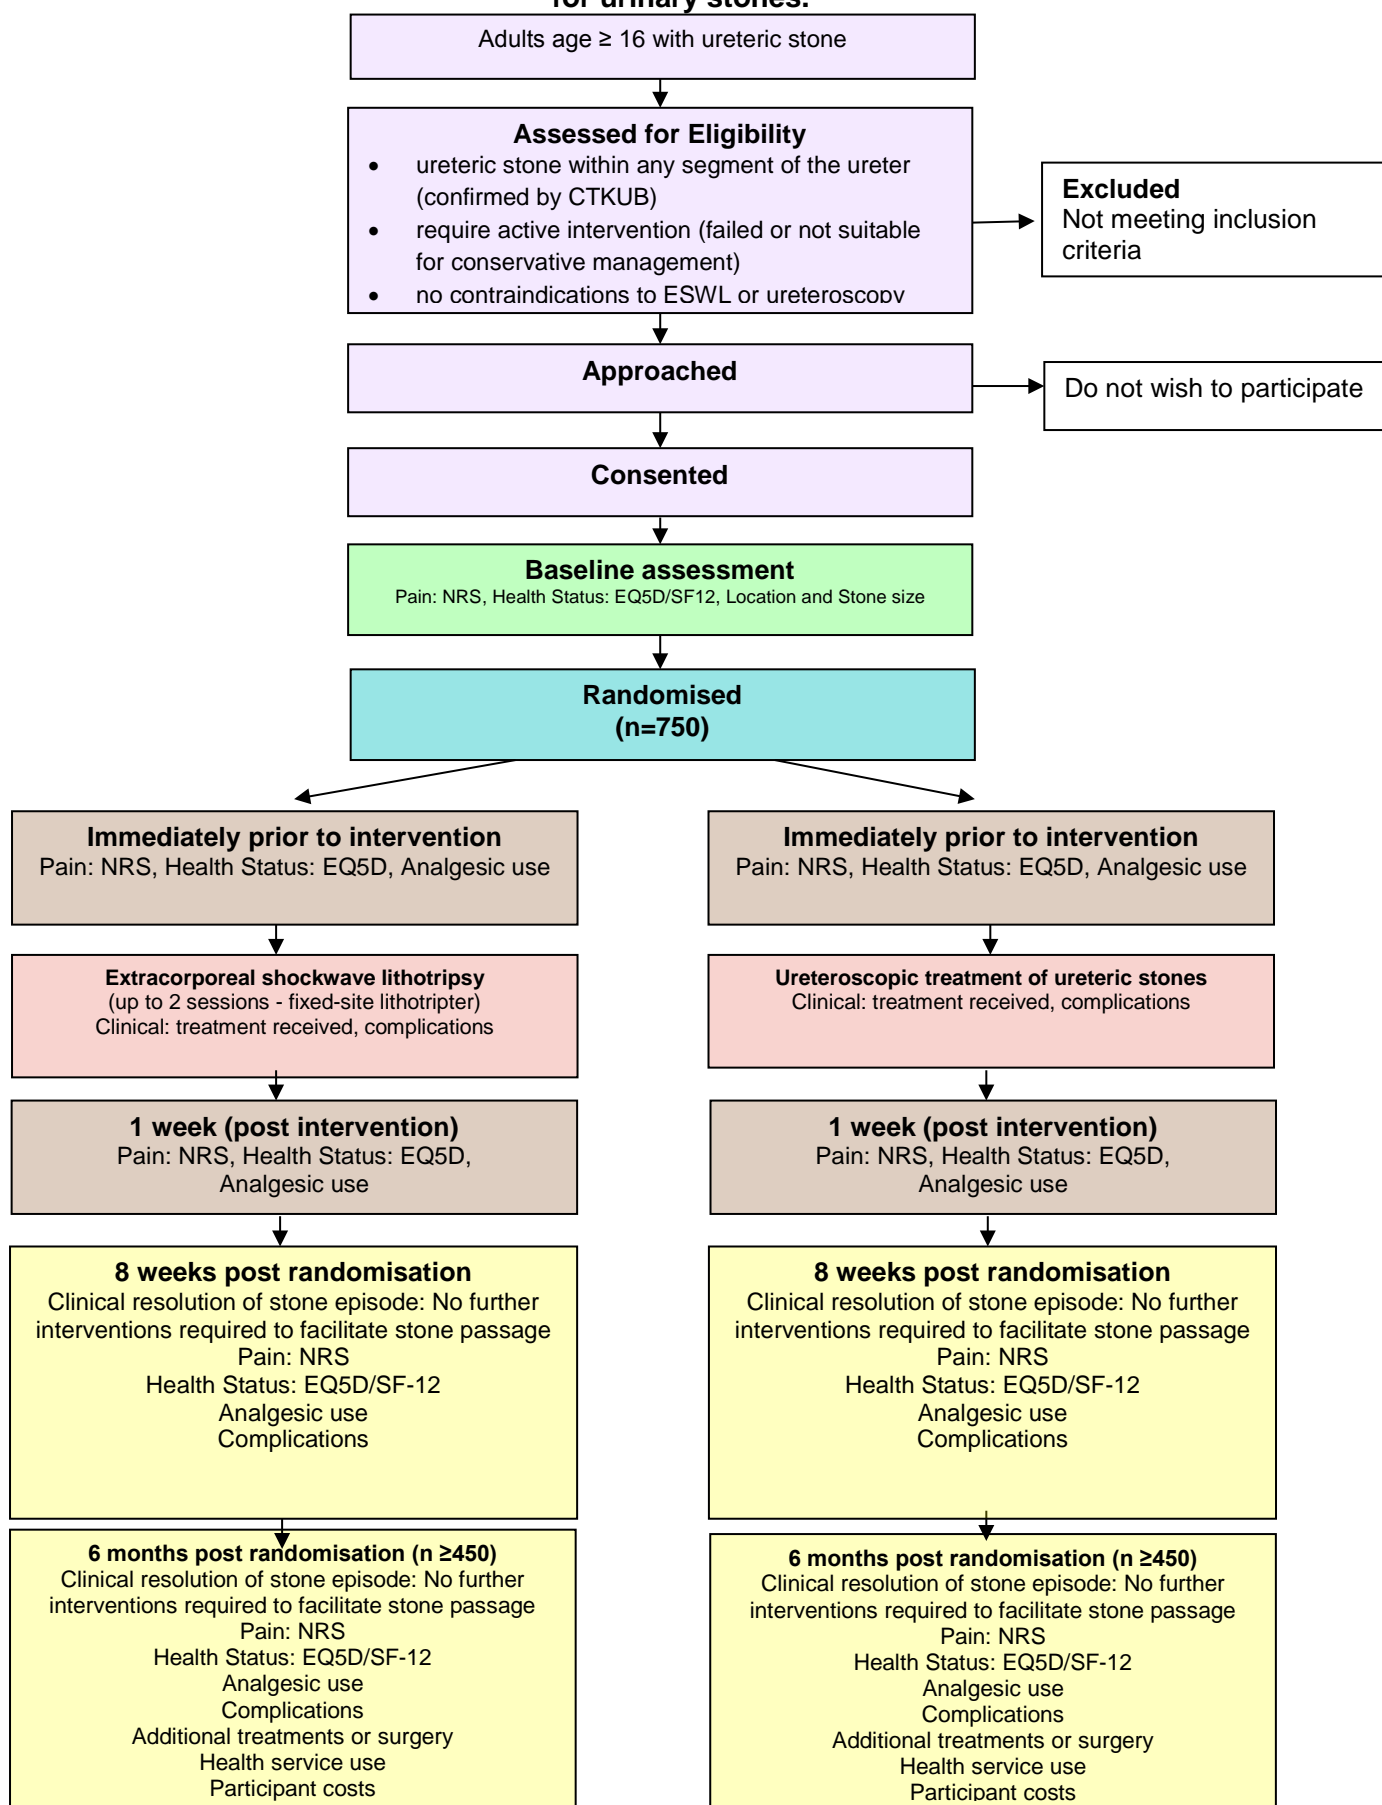 for urinary stones.
Adults age ≥ 16 with ureteric stone
Assessed for Eligibility
• ureteric stone within any segment of the ureter
(confirmed by CTKUB)
• require active intervention (failed or not suitable
for conservative management)
• no contraindications to ESWL or ureteroscopy
Excluded
Not meeting inclusion
criteria
Approached
Do not wish to participate
Consented
Baseline assessment
Pain: NRS, Health Status: EQ5D/SF12, Location and Stone size
Randomised
(n=750)
Immediately prior to intervention
Pain: NRS, Health Status: EQ5D, Analgesic use
Immediately prior to intervention
Pain: NRS, Health Status: EQ5D, Analgesic use
Extracorporeal shockwave lithotripsy
(up to 2 sessions - fixed-site lithotripter)
Clinical: treatment received, complications
Ureteroscopic treatment of ureteric stones
Clinical: treatment received, complications
1 week (post intervention)
Pain: NRS, Health Status: EQ5D,
Analgesic use
1 week (post intervention)
Pain: NRS, Health Status: EQ5D,
Analgesic use
8 weeks post randomisation
Clinical resolution of stone episode: No further
interventions required to facilitate stone passage
Pain: NRS
Health Status: EQ5D/SF-12
Analgesic use
Complications
8 weeks post randomisation
Clinical resolution of stone episode: No further
interventions required to facilitate stone passage
Pain: NRS
Health Status: EQ5D/SF-12
Analgesic use
Complications
6 months post randomisation (n ≥450)
Clinical resolution of stone episode: No further
interventions required to facilitate stone passage
Pain: NRS
Health Status: EQ5D/SF-12
Analgesic use
Complications
Additional treatments or surgery
Health service use
Participant costs
6 months post randomisation (n ≥450)
Clinical resolution of stone episode: No further
interventions required to facilitate stone passage
Pain: NRS
Health Status: EQ5D/SF-12
Analgesic use
Complications
Additional treatments or surgery
Health service use
Participant costs